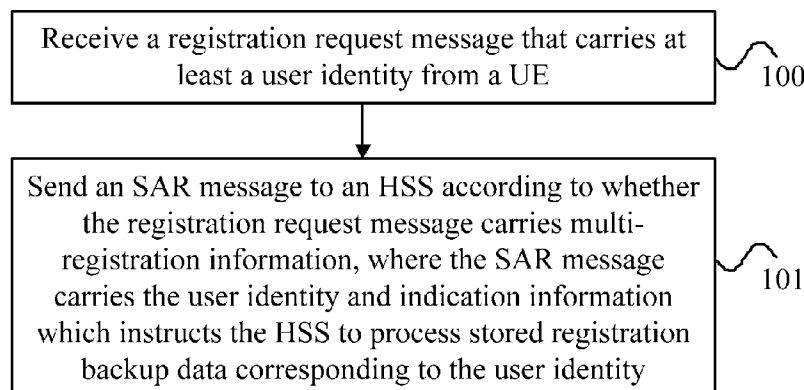 Receive a registration request message that carries at
least a user identity from a UE
100
Send an SAR message to an HSS according to whether
the registration request message carries multi-
registration information, where the SAR message
carries the user identity and indication information
which instructs the HSS to process stored registration
backup data corresponding to the user identity
101